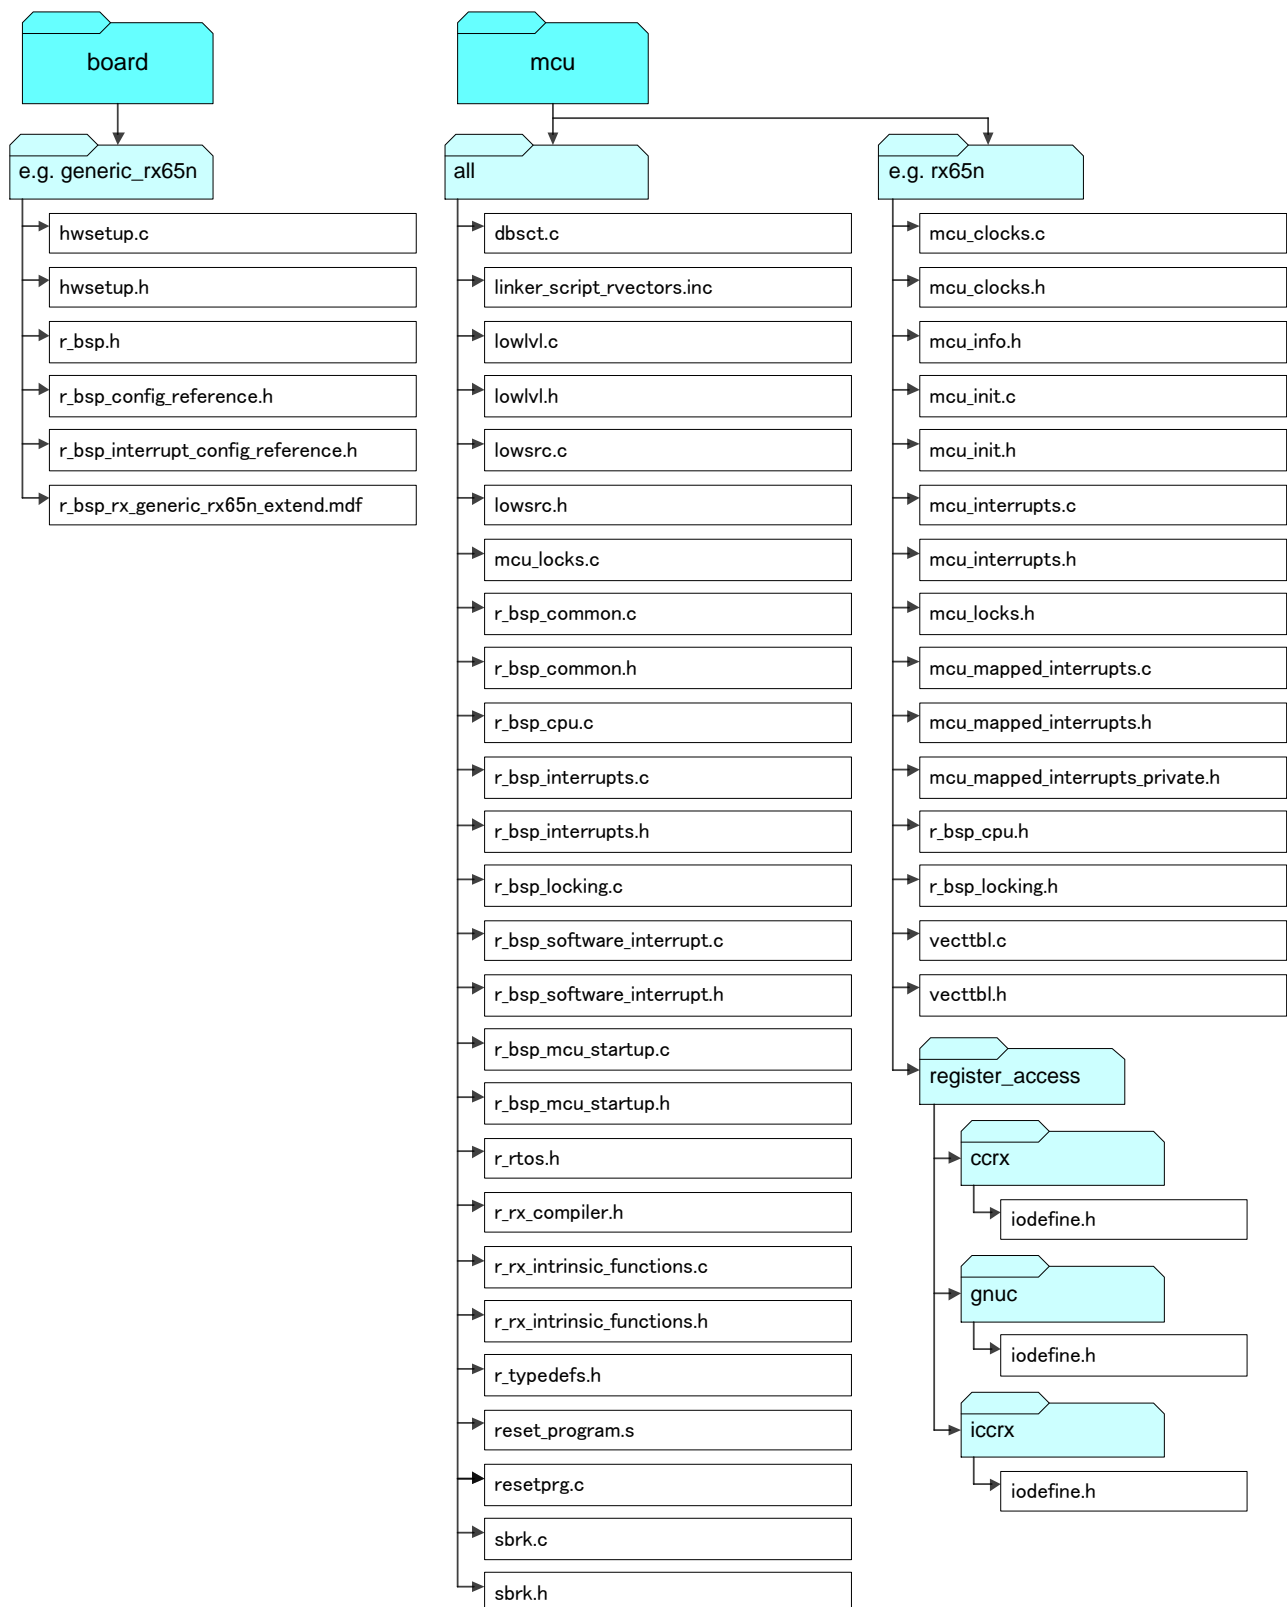 board
e.g. generic_rx65n
hwsetup.c
hwsetup.h
r_bsp.h
r_bsp_config_reference.h
r_bsp_interrupt_config_reference.h
r_bsp_rx_generic_rx65n_extend.mdf
mcu
all
dbsct.c
linker_script_rvectors.inc
lowlvl.c
lowlvl.h
lowsrc.c
lowsrc.h
mcu_locks.c
r_bsp_common.c
r_bsp_common.h
r_bsp_cpu.c
r_bsp_interrupts.c
r_bsp_interrupts.h
r_bsp_locking.c
r_bsp_software_interrupt.c
r_bsp_software_interrupt.h
r_bsp_mcu_startup.c
r_bsp_mcu_startup.h
r_rtos.h
r_rx_compiler.h
r_rx_intrinsic_functions.c
r_rx_intrinsic_functions.h
r_typedefs.h
reset_program.s
resetprg.c
sbrk.c
sbrk.h
e.g. rx65n
mcu_clocks.c
mcu_clocks.h
mcu_info.h
mcu_init.c
mcu_init.h
mcu_interrupts.c
mcu_interrupts.h
mcu_locks.h
mcu_mapped_interrupts.c
mcu_mapped_interrupts.h
mcu_mapped_interrupts_private.h
r_bsp_cpu.h
r_bsp_locking.h
vecttbl.c
vecttbl.h
register_access
ccrx
iodefine.h
gnuc
iodefine.h
iccrx
iodefine.h